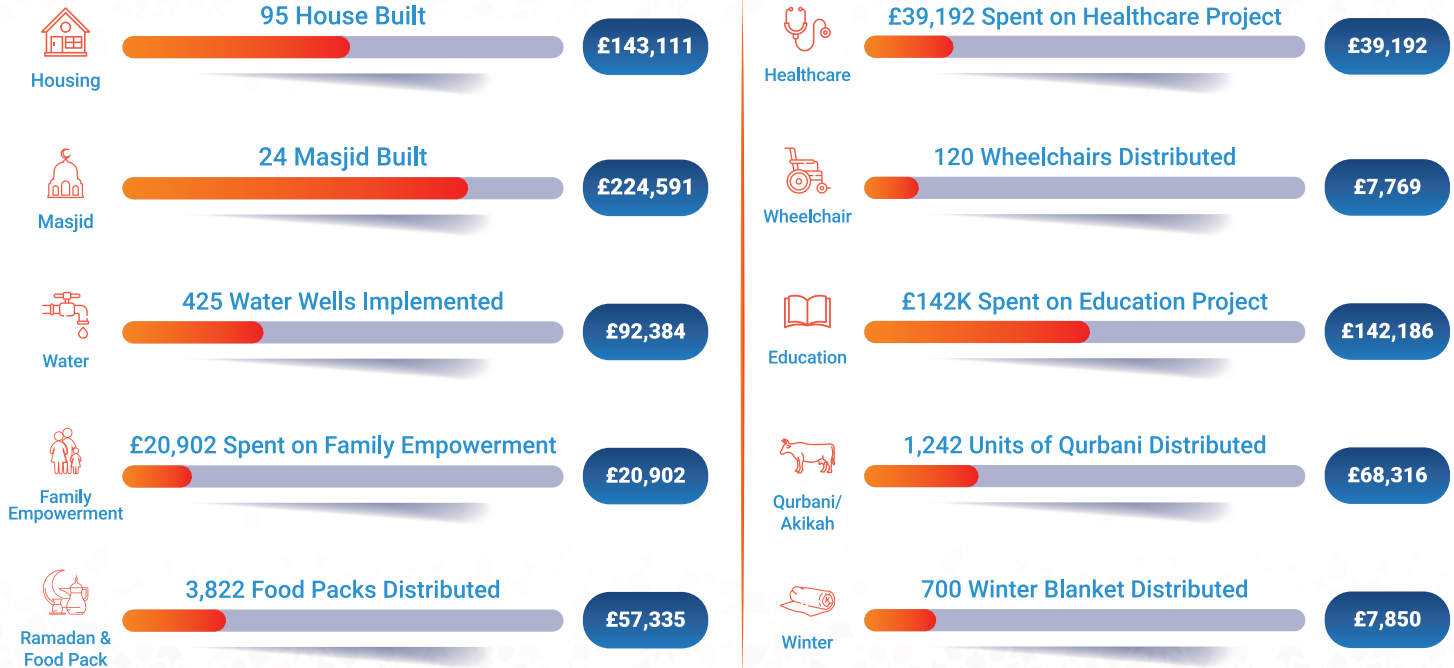 95 House Built
£143,111
Housing
24 Masjid Built
£224,591
Masjid
425 Water Wells Implemented
£92,384
Water
£20,902 Spent on Family Empowerment
£20,902
Family
Empowerment
3,822 Food Packs Distributed
£57,335
Ramadan &
Food Pack
£39,192 Spent on Healthcare Project
£39,192
Healthcare
120 Wheelchairs Distributed
£7,769
Wheelchair
£142K Spent on Education Project
£142,186
Education
1,242 Units of Qurbani Distributed
£68,316
Qurbani/
Akikah
700 Winter Blanket Distributed
£7,850
Winter